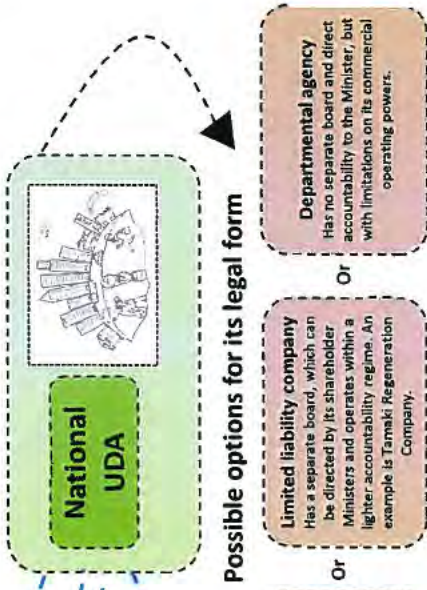 National
UDA
Possible options for its legal form
Or
Limited liability company
Has a separate board, which can
be directed by its shareholder
Ministers and operates within a
lighter accountability regime. An
example is Tamaki Regeneration
Company.
Or
Departmental agency
Has no separate board and direct
accountability to the Minister, but
with limitations on its commercial
operating powers.